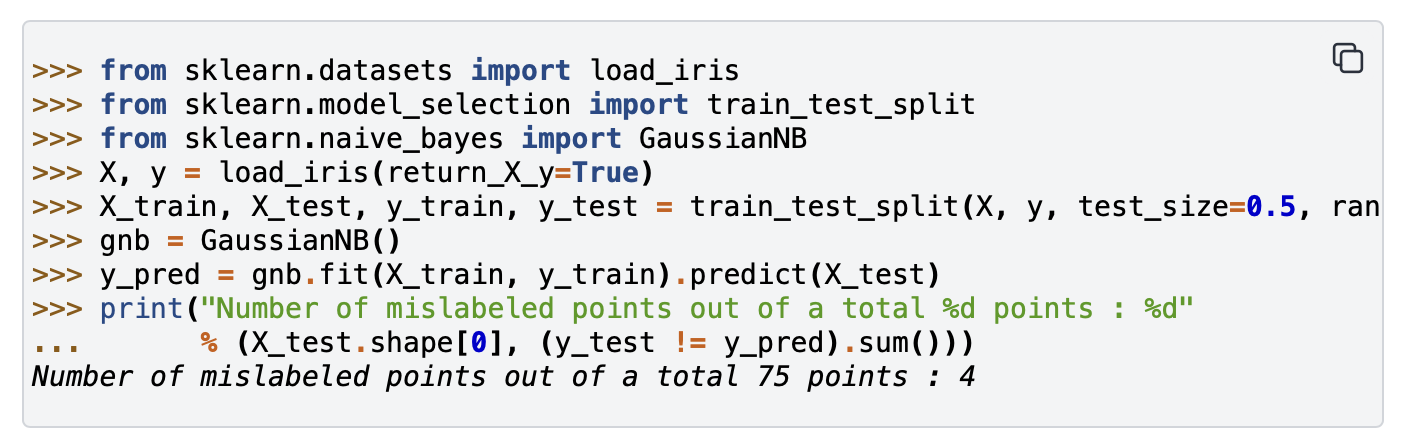 >>> from sklearn.datasets import load_iris
>>> from sklearn.model_selection import train_test_split
>>> from sklearn.naive_bayes import GaussianNB
>>> X, y = load_iris(return_X_y=True)
>>> X_train, X_test, y_train, y_test = train_test_split(X, y, test_size=0.5, ran
>>> gnb = GaussianNB()
>>> y_pred = gnb.fit(X_train, y_train).predict(X_test)
>>> print("Number of mislabeled points out of a total %d points : %d"
...       % (X_test.shape[0], (y_test != y_pred).sum()))
Number of mislabeled points out of a total 75 points : 4